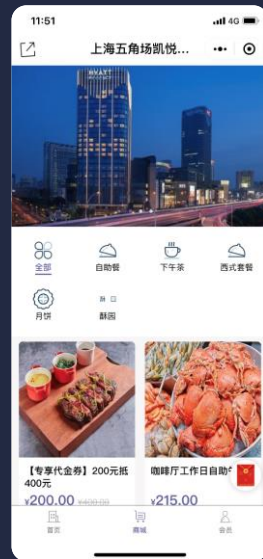 11:51
4G
上海五角场凯悦...
HYATT
全部
自助餐
下午茶
西式套餐
月饼
酥园
【专享代金券】200元抵
400元
¥200.00 ¥400.00
咖啡厅工作日自助
¥215.00
首页
商城
会员